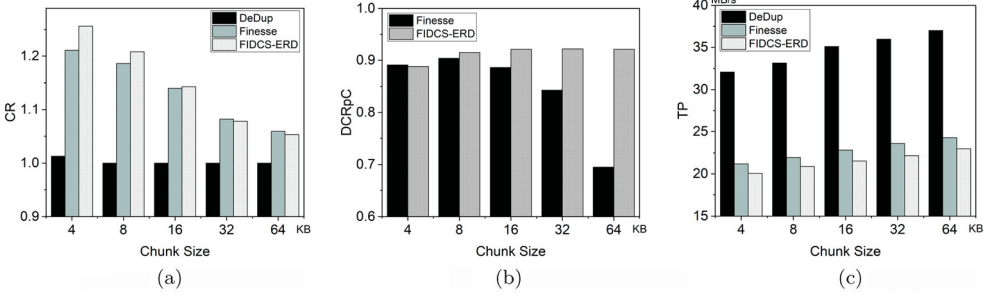 CR
1.2
1.1
1.0
0.9
DeDup
Finesse
FIDCS-ERD
4 8 16 32 64 KB
Chunk Size
(a)
DCRpC
1.0
0.9
0.8
0.7
0.6
Finesse
FIDCS-ERD
4 8 16 32 64 KB
Chunk Size
(b)
MB/s
TP
40
35
30
25
20
15
DeDup
Finesse
FIDCS-ERD
4 8 16 32 64 KB
Chunk Size
(c)